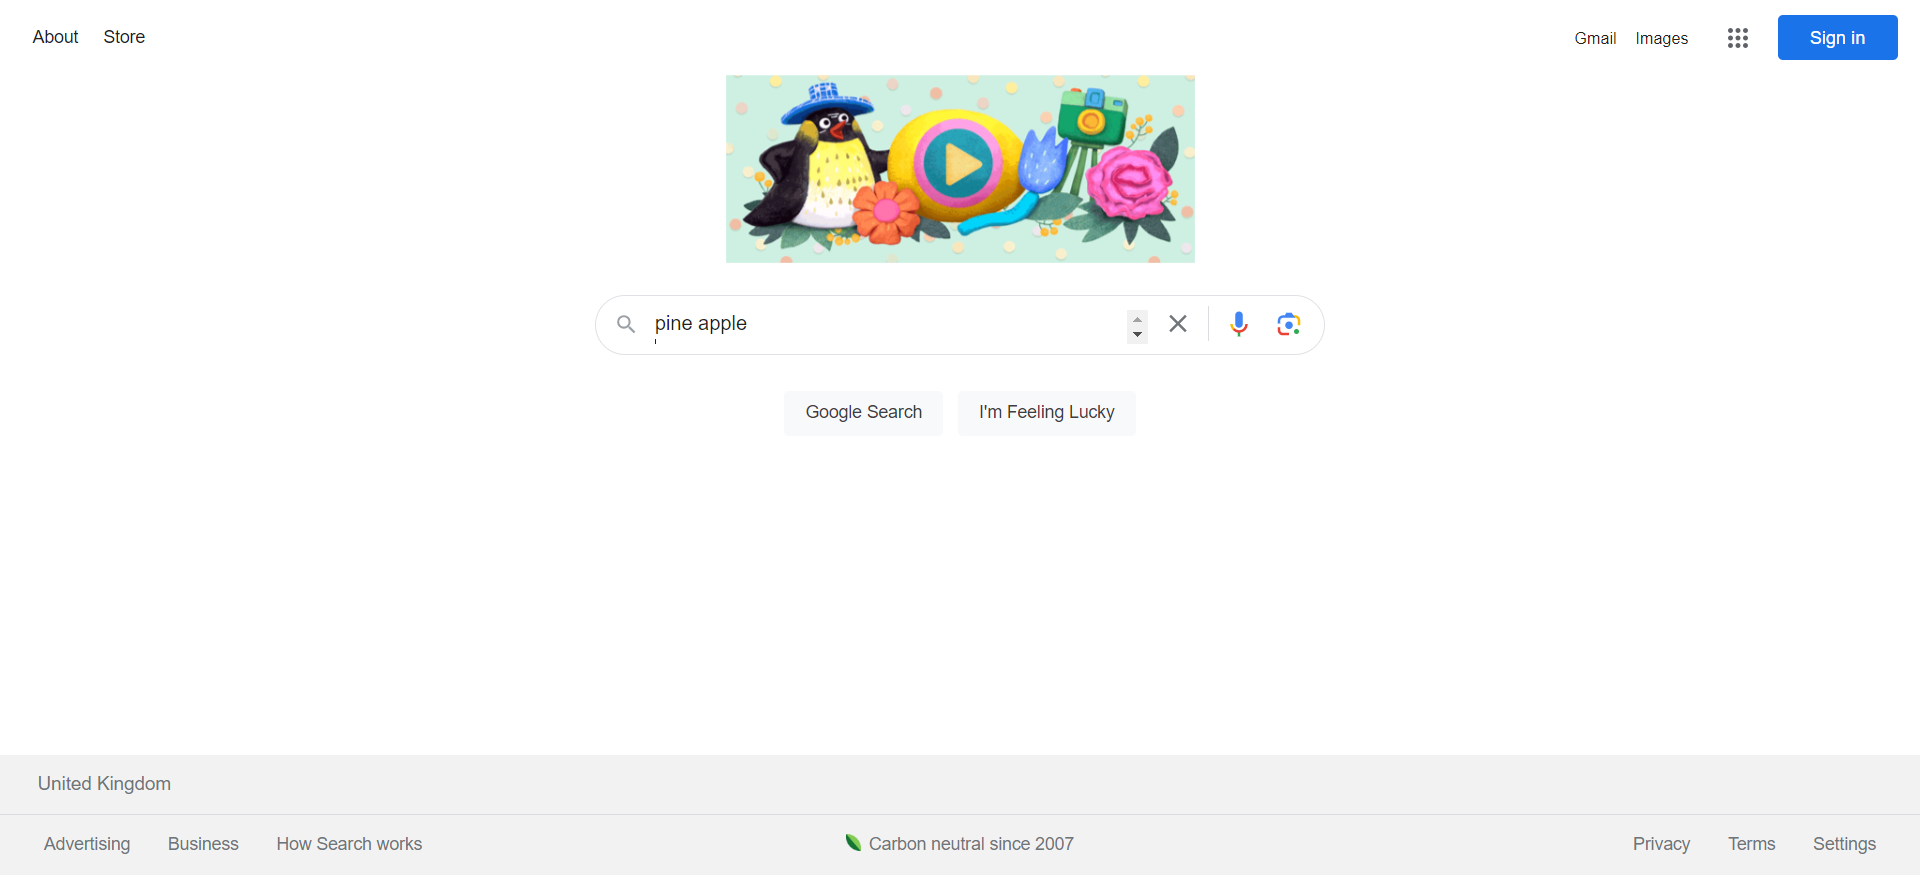 About Store
Gmail Images Sign in
pine apple
Google Search I'm Feeling Lucky
United Kingdom
Advertising Business How Search works Carbon neutral since 2007 Privacy Terms Settings